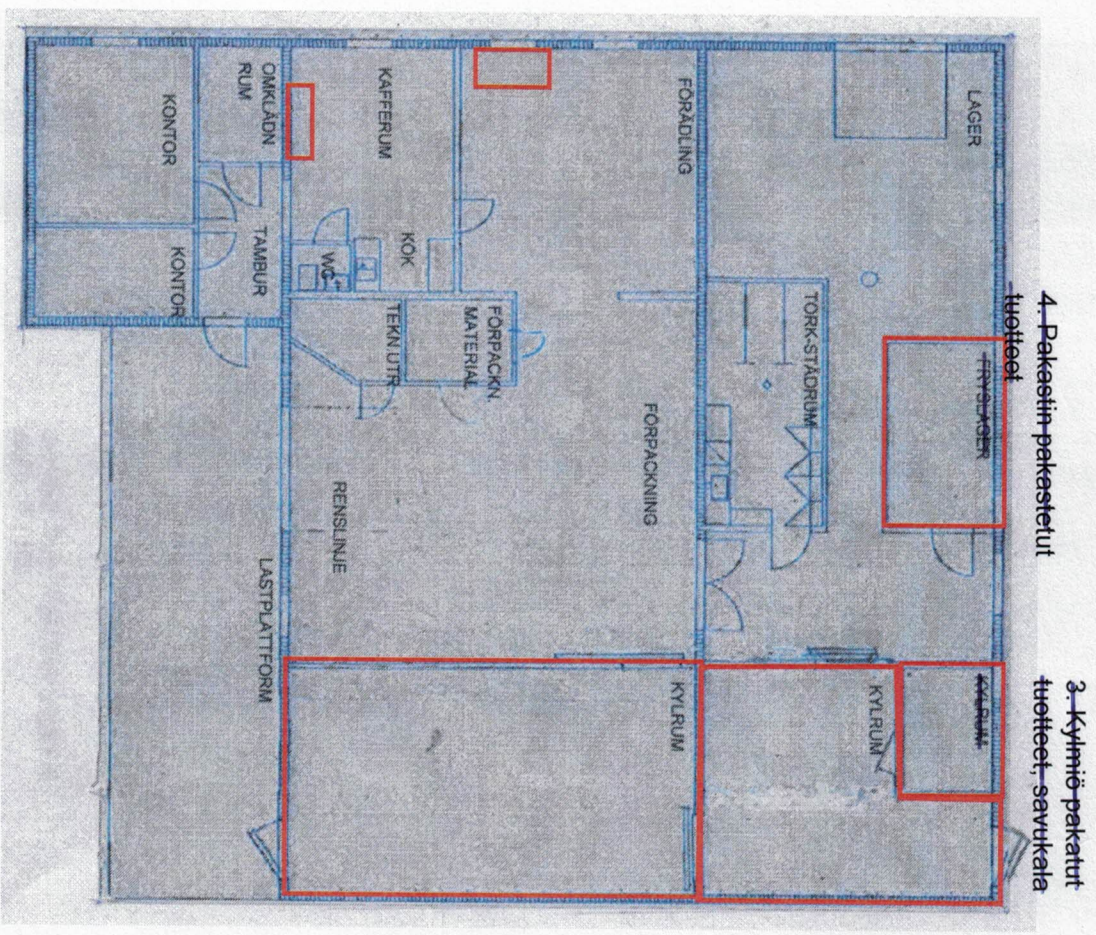 4. Pakastin pakastetut
tuotteet
3. Kylmiö pakatut
tuotteet, savukala
LAGER
FRYSLAGER
KYLRUM
KYLRUM
TORK-STÄDRUM
FÖRÄDLING
FÖRPACKNING
KYLRUM
FÖRPACKN.
MATERIAL
KAFFERUM
KÖK
TEKN.UTR
WC
RENSLINJE
OMKLÄDN
RUM
TAMBUR
LASTPLATTFORM
KONTOR
KONTOR